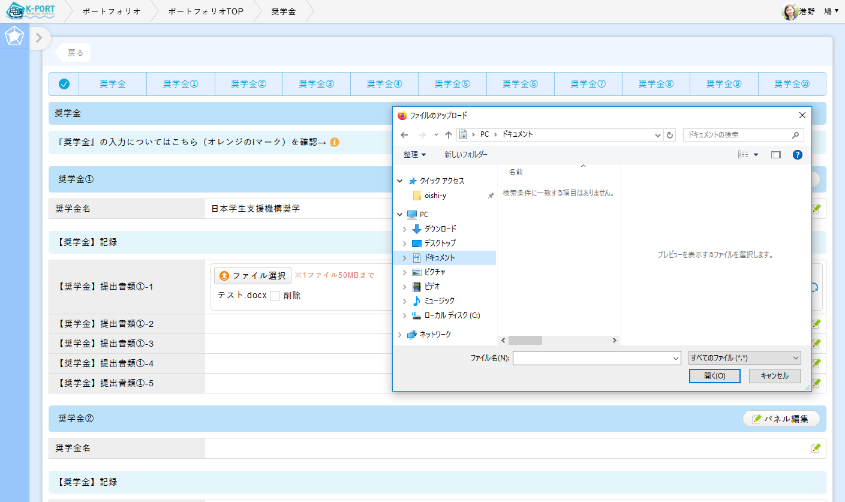 K-PORT
ポートフォリオ
ポートフォリオTOP
奨学金
港野 鳩 ▼
戻る
奨学金
奨学金①
奨学金②
奨学金③
奨学金④
奨学金⑤
奨学金⑥
奨学金⑦
奨学金⑧
奨学金⑨
奨学金⑩
奨学金
『奨学金』の入力についてはこちら（オレンジのiマーク）を確認→
奨学金①
奨学金名
日本学生支援機構奨学
【奨学金】記録
【奨学金】提出書類①-1
ファイル選択 ※1ファイル50MBまで
テスト.docx 削除
【奨学金】提出書類①-2
【奨学金】提出書類①-3
【奨学金】提出書類①-4
【奨学金】提出書類①-5
奨学金②
パネル編集
奨学金名
【奨学金】記録
ファイルのアップロード
PC › ドキュメント
ドキュメントの検索
整理 ▼
新しいフォルダー
クイック アクセス
oishi-y
PC
ダウンロード
デスクトップ
ドキュメント
ピクチャ
ビデオ
ミュージック
ローカル ディスク (C:)
ネットワーク
名前
検索条件に一致する項目はありません。
プレビューを表示するファイルを選択します。
ファイル名(N):
すべてのファイル (*.*)
開く(O)
キャンセル